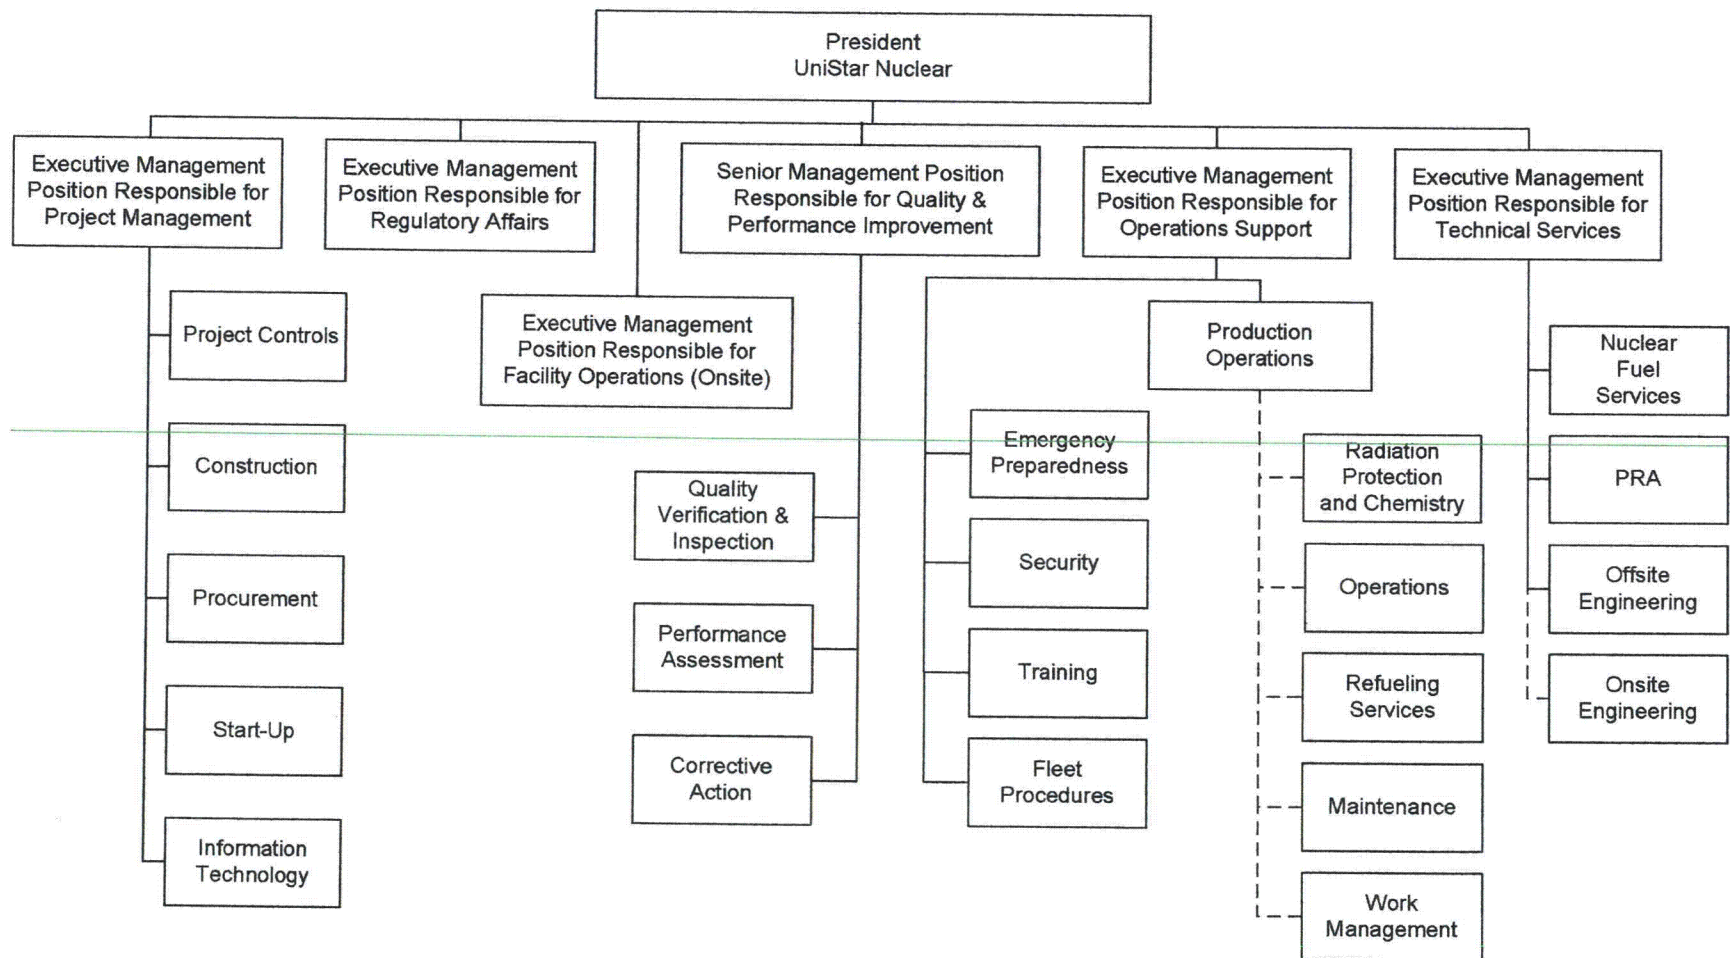 President
UniStar Nuclear
Executive Management
Position Responsible for
Project Management
Executive Management
Position Responsible for
Regulatory Affairs
Senior Management Position
Responsible for Quality &
Performance Improvement
Executive Management
Position Responsible for
Operations Support
Executive Management
Position Responsible for
Technical Services
Executive Management
Position Responsible for
Facility Operations (Onsite)
Project Controls
Construction
Procurement
Start-Up
Information
Technology
Quality
Verification &
Inspection
Performance
Assessment
Corrective
Action
Emergency
Preparedness
Security
Training
Fleet
Procedures
Production
Operations
Radiation
Protection
and Chemistry
Operations
Refueling
Services
Maintenance
Work
Management
Nuclear
Fuel
Services
PRA
Offsite
Engineering
Onsite
Engineering